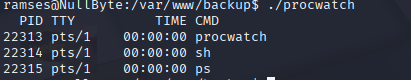 ramses@NullByte:/var/www/backup$ ./procwatch
PID TTY TIME CMD
22313 pts/1 00:00:00 procwatch
22314 pts/1 00:00:00 sh
22315 pts/1 00:00:00 ps